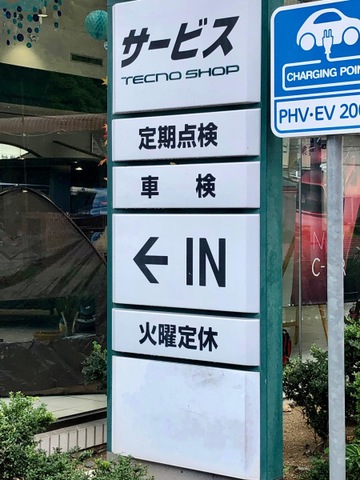 サービス
TECNO SHOP
定期点検
車 検
← IN
火曜定休
CHARGING POIN
PHV・EV 200